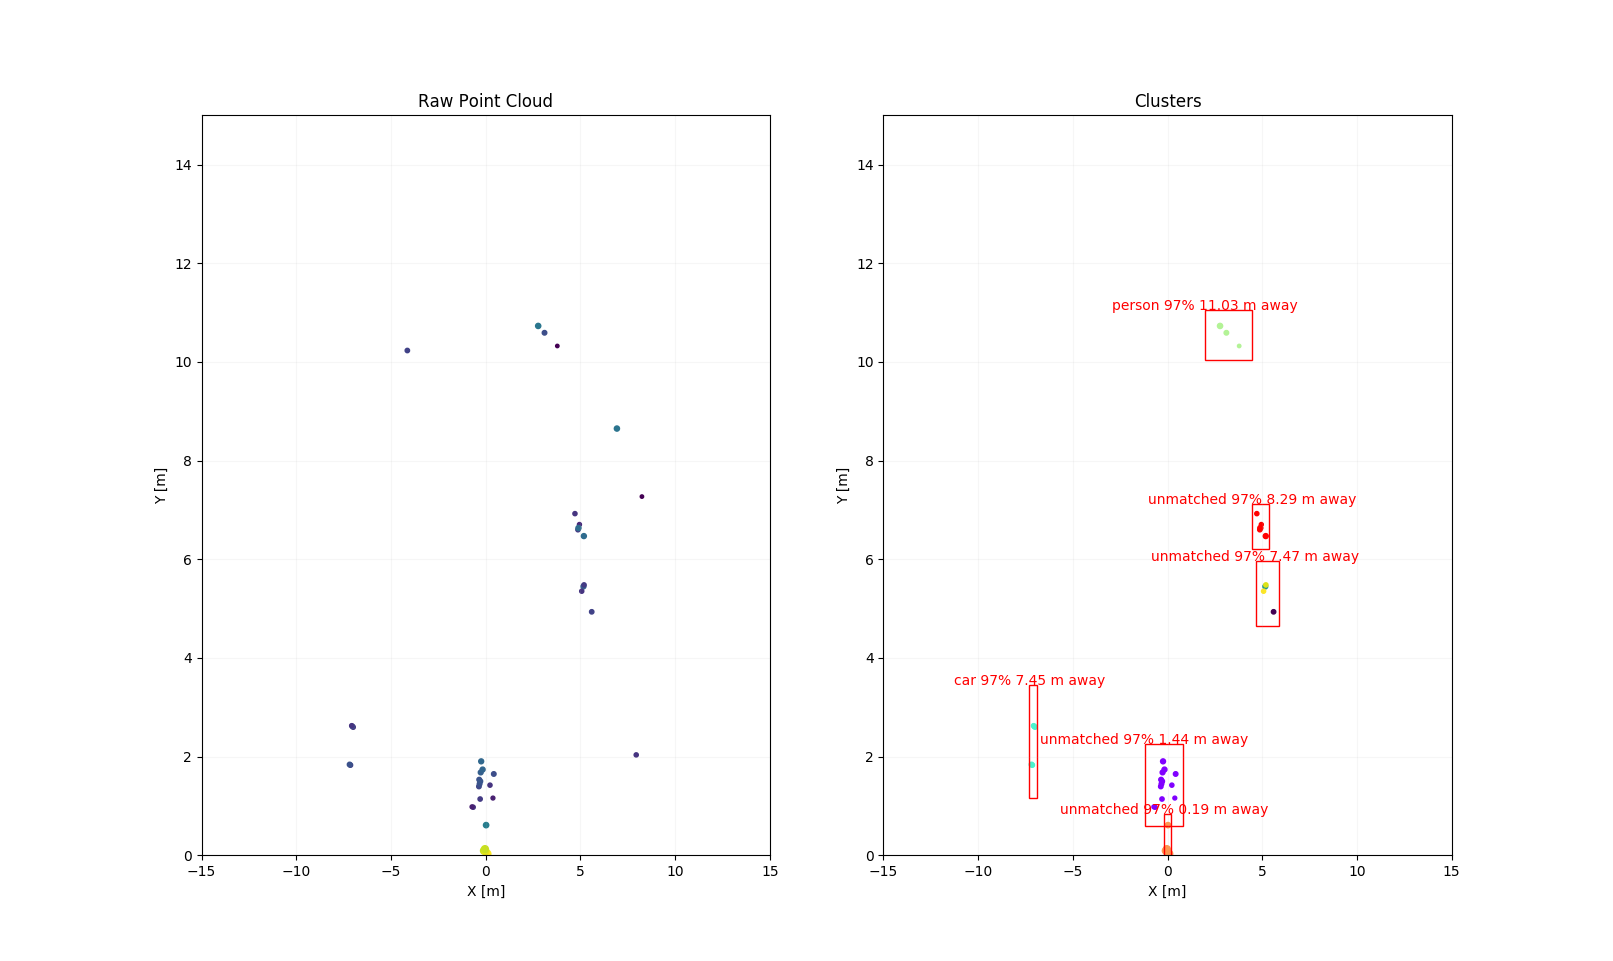 Raw Point Cloud
14
12
10
8
6
4
2
0
Y [m]
−15
−10
−5
0
5
10
15
X [m]
Clusters
14
12
10
8
6
4
2
0
Y [m]
person 97% 11.03 m away
unmatched 97% 8.29 m away
unmatched 97% 7.47 m away
car 97% 7.45 m away
unmatched 97% 1.44 m away
unmatched 97% 0.19 m away
−15
−10
−5
0
5
10
15
X [m]